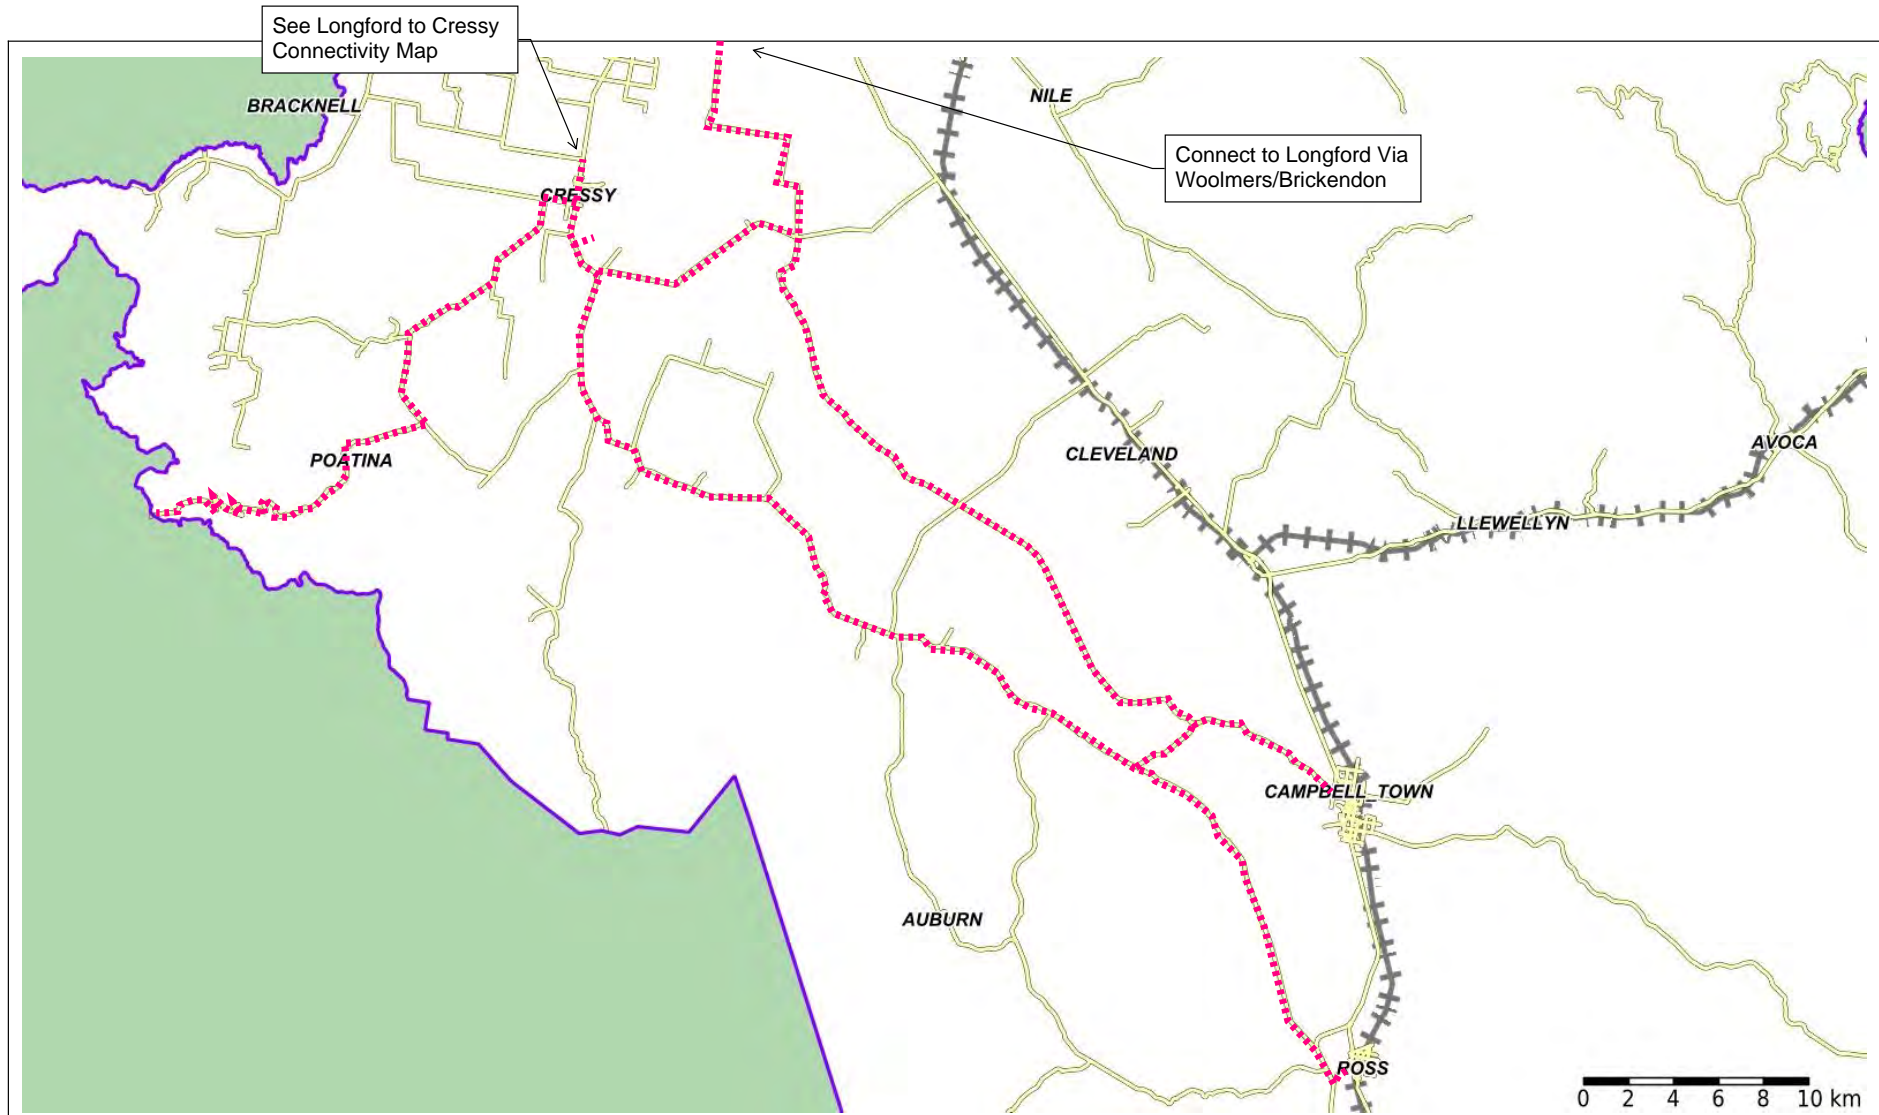 See Longford to Cressy
Connectivity Map
BRACKNELL
NILE
Connect to Longford Via
Woolmers/Brickendon
CRESSY
POATINA
CLEVELAND
AVOCA
LLEWELLYN
CAMPBELL_TOWN
AUBURN
ROSS
0 2 4 6 8 10 km